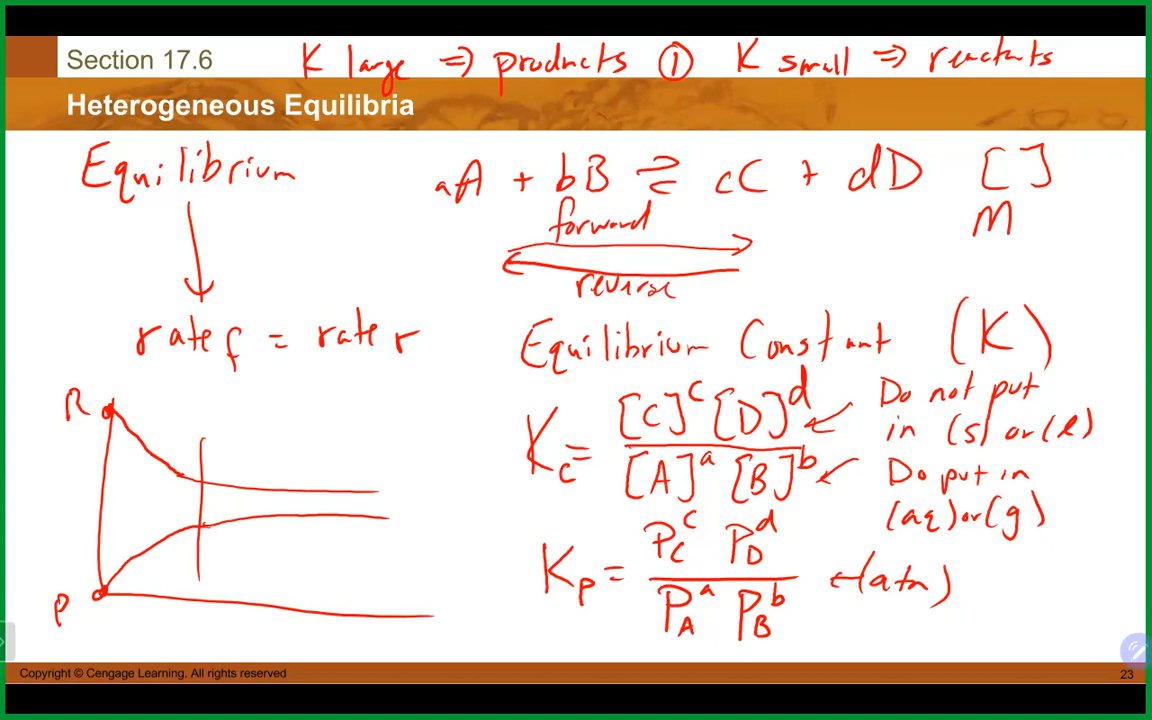 Section 17.6
K large => products ① K small => reactants
Heterogeneous Equilibria
Equilibrium
aA + bB ⇌ cC + dD [ ]
M
forward
reverse
rate f = rate r
Equilibrium Constant (K)
R
P
Kc = [C]^c [D]^d / [A]^a [B]^b
Do not put
in (s) or (l)
Do put in
(aq) or (g)
Kp = P_C^c P_D^d / P_A^a P_B^b ← (atm)
Copyright © Cengage Learning. All rights reserved
23